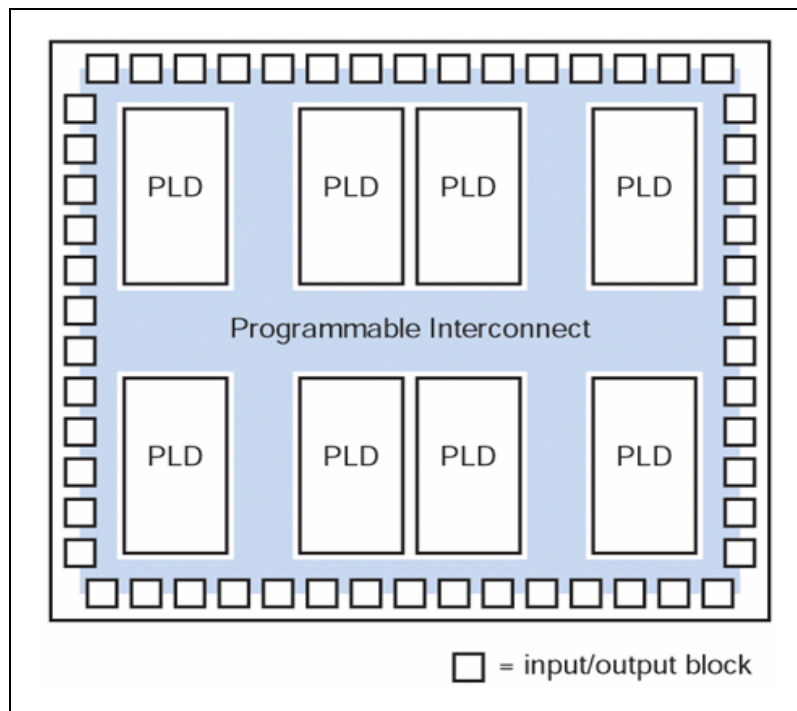 PLD PLD PLD PLD
Programmable Interconnect
PLD PLD PLD PLD
= input/output block